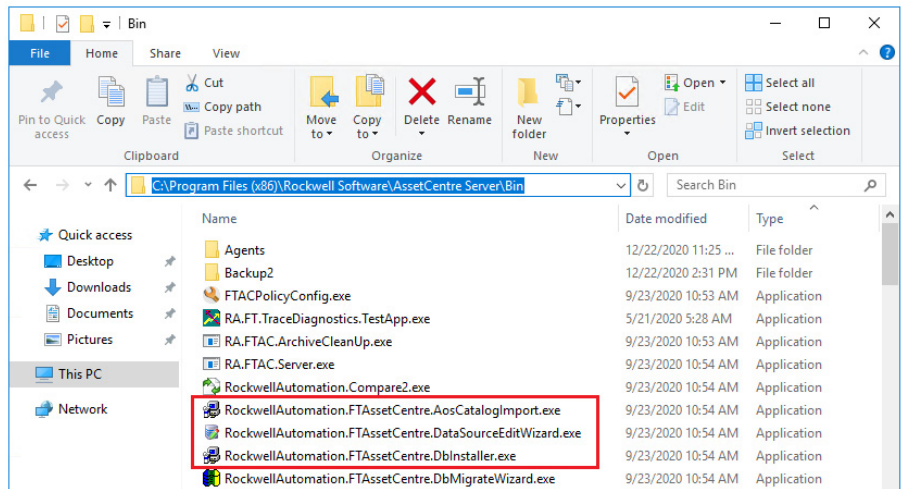 Bin
File Home Share View
Pin to Quick access
Copy
Paste
Cut
Copy path
Paste shortcut
Move to
Copy to
Delete
Rename
New folder
Properties
Open
Edit
Select all
Select none
Invert selection
Clipboard Organize New Open Select
C:\Program Files (x86)\Rockwell Software\AssetCentre Server\Bin Search Bin
Name Date modified Type
Quick access
Desktop
Downloads
Documents
Pictures
This PC
Network
Agents 12/22/2020 11:25 ... File folder
Backup2 12/22/2020 2:31 PM File folder
FTACPolicyConfig.exe 9/23/2020 10:53 AM Application
RA.FT.TraceDiagnostics.TestApp.exe 5/21/2020 5:28 AM Application
RA.FTAC.ArchiveCleanUp.exe 9/23/2020 10:53 AM Application
RA.FTAC.Server.exe 9/23/2020 10:54 AM Application
RockwellAutomation.Compare2.exe 9/23/2020 10:54 AM Application
RockwellAutomation.FTAssetCentre.AosCatalogImport.exe 9/23/2020 10:54 AM Application
RockwellAutomation.FTAssetCentre.DataSourceEditWizard.exe 9/23/2020 10:54 AM Application
RockwellAutomation.FTAssetCentre.DbInstaller.exe 9/23/2020 10:54 AM Application
RockwellAutomation.FTAssetCentre.DbMigrateWizard.exe 9/23/2020 10:54 AM Application